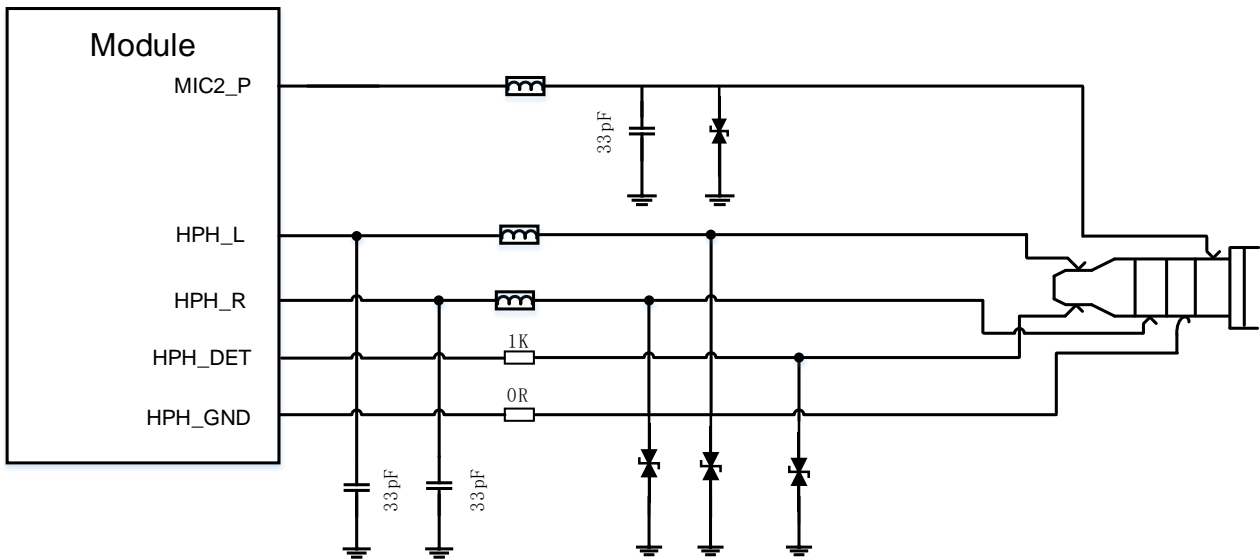 Module
MIC2_P
33pF
HPH_L
HPH_R
HPH_DET
1K
HPH_GND
0R
33pF
33pF